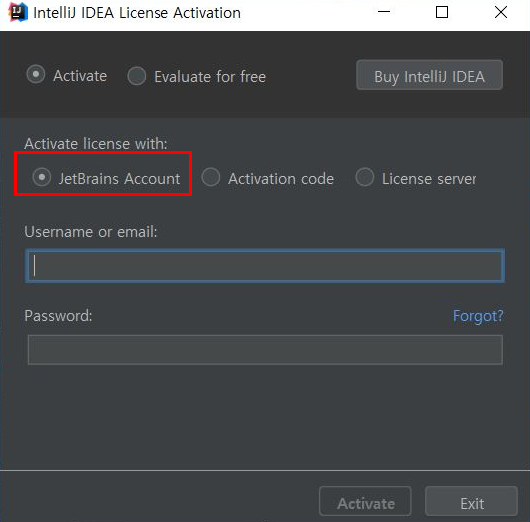 IntelliJ IDEA License Activation
Activate Evaluate for free Buy IntelliJ IDEA
Activate license with:
JetBrains Account Activation code License server
Username or email:
Password: Forgot?
Activate Exit